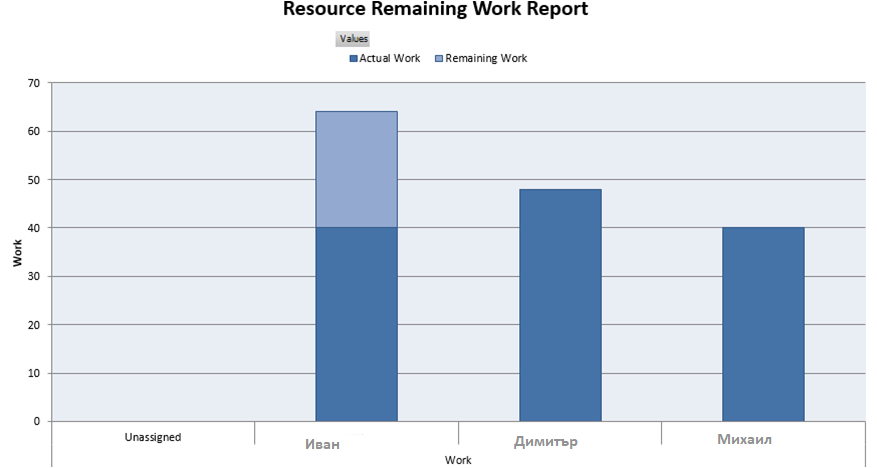 Resource Remaining Work Report
Values
Actual Work Remaining Work
70
60
50
40
30
20
10
0
Work
Unassigned Иван Димитър Михаил
Work